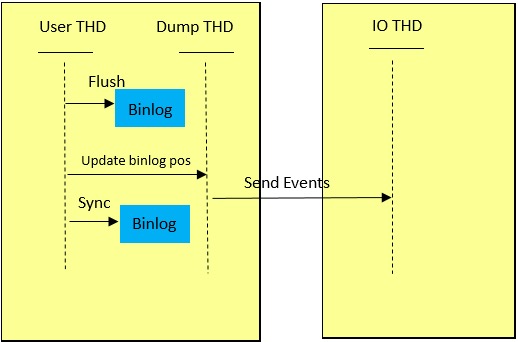 User THD
Dump THD
IO THD
Flush
Binlog
Update binlog pos
Send Events
Sync
Binlog